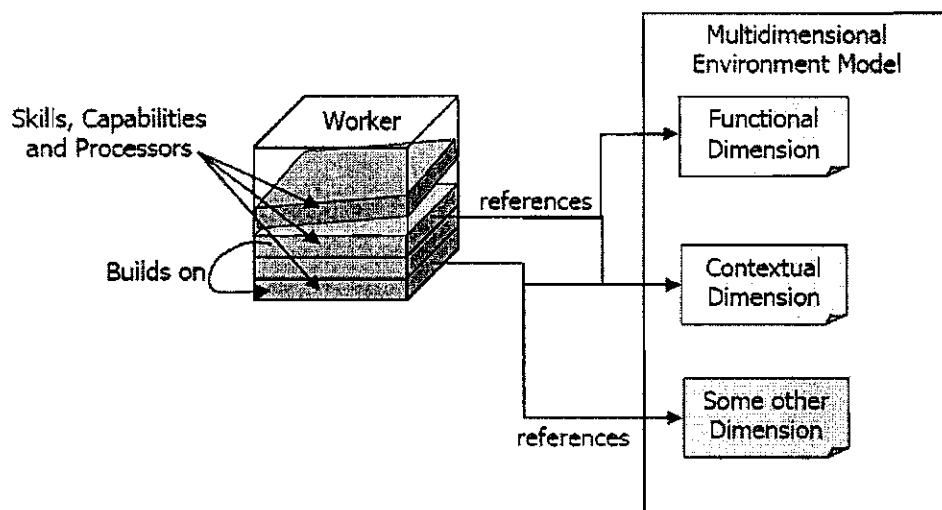 Multidimensional
Environment Model
Skills, Capabilities
and Processors
Worker
Functional
Dimension
references
Builds on
Contextual
Dimension
Some other
Dimension
references